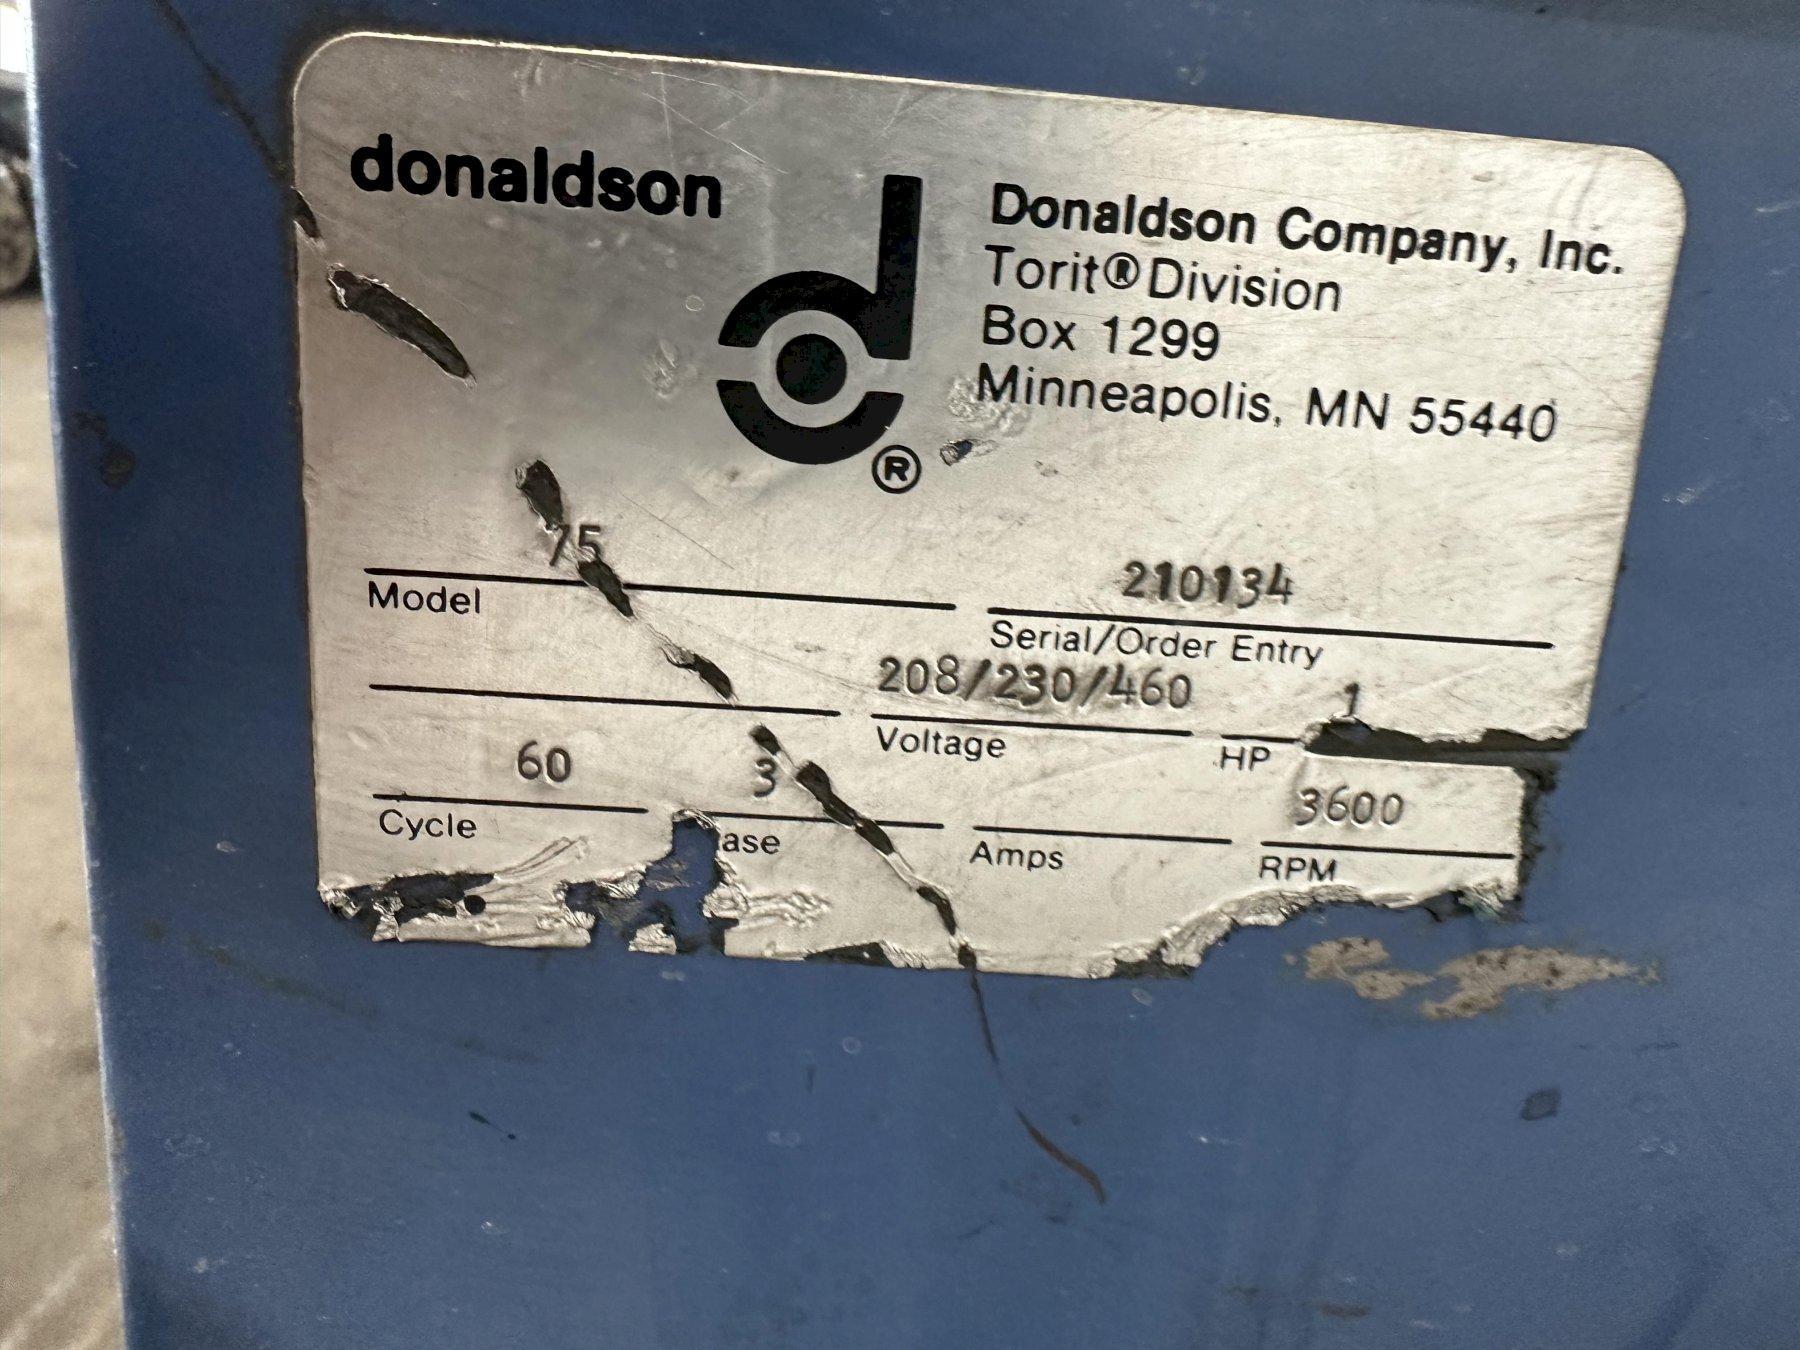 donaldson
Donaldson Company, Inc.
Torit® Division
Box 1299
Minneapolis, MN 55440
®
75
Model
210134
Serial/Order Entry
208/230/460
Voltage
1
HP
60
Cycle
3
ase
Amps
3600
RPM